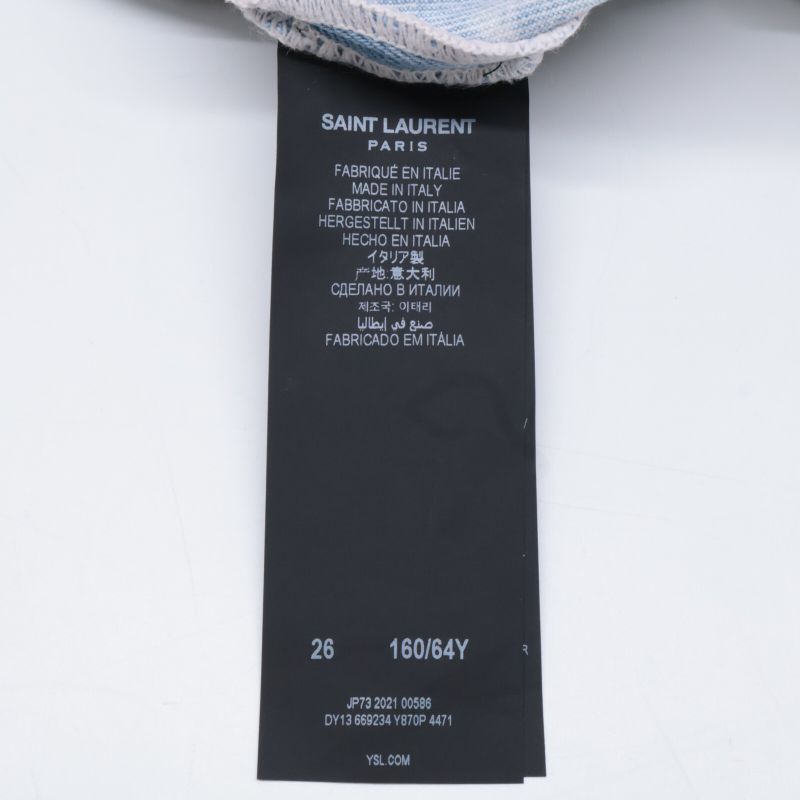 SAINT LAURENT
PARIS
FABRIQUÉ EN ITALIE
MADE IN ITALY
FABBRICATO IN ITALIA
HERGESTELLT IN ITALIEN
HECHO EN ITALIA
イタリア製
产地:意大利
СДЕЛАНО В ИТАЛИИ
제조국: 이태리
صنع في إيطاليا
FABRICADO EM ITÁLIA
26 160/64Y
R
JP73 2021 00586
DY13 669234 Y870P 4471
YSL.COM